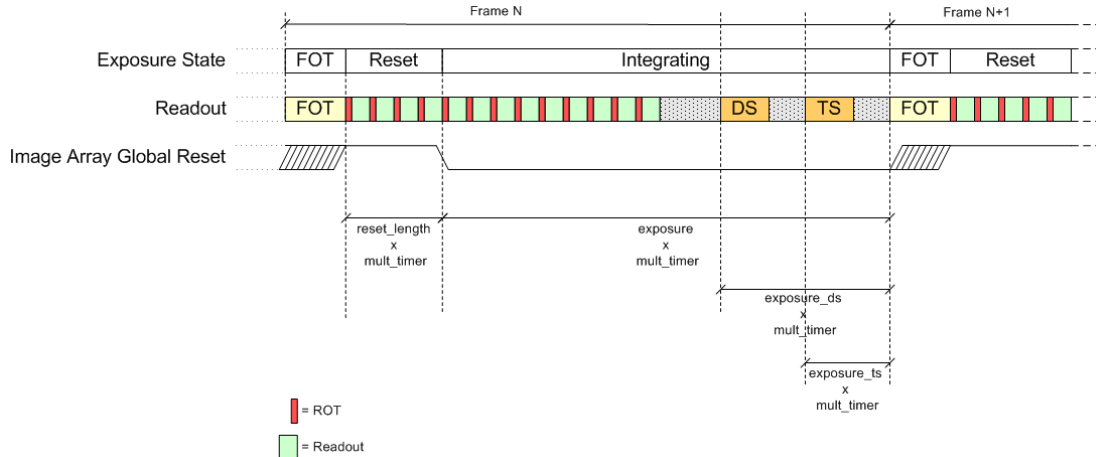 Frame N
Frame N+1
Exposure State
FOT
Reset
Integrating
FOT
Reset
Readout
FOT
DS
TS
FOT
Image Array Global Reset
reset_length
x
mult_timer
exposure
x
mult_timer
exposure_ds
x
mult_timer
exposure_ts
x
mult_timer
= ROT
= Readout